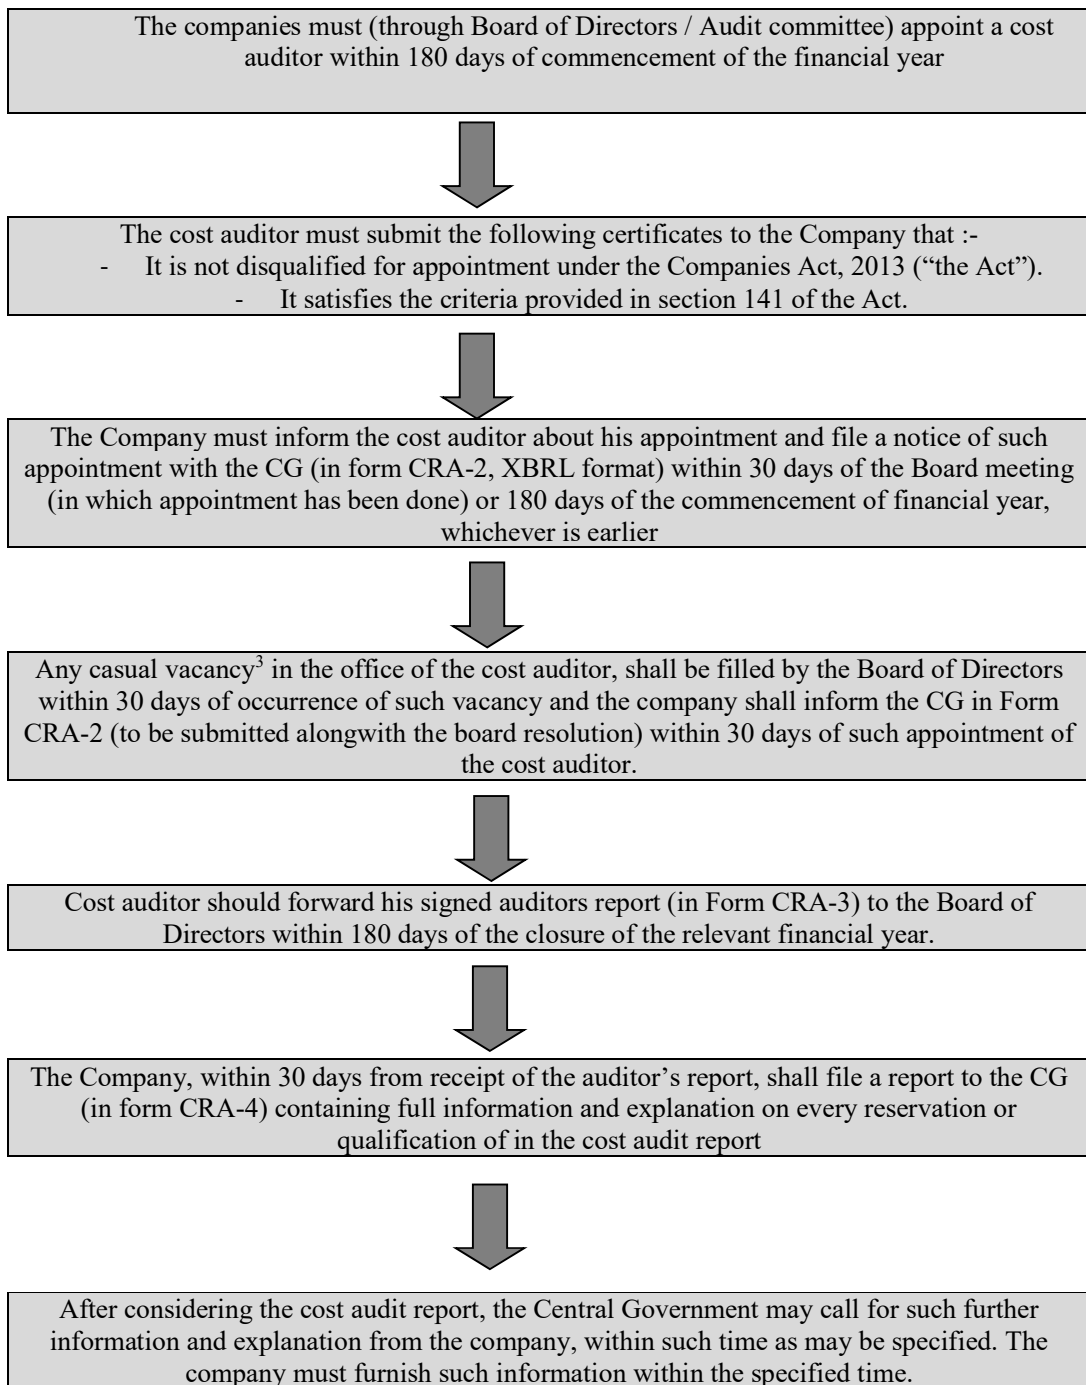 The companies must (through Board of Directors / Audit committee) appoint a cost
auditor within 180 days of commencement of the financial year
The cost auditor must submit the following certificates to the Company that :-
- It is not disqualified for appointment under the Companies Act, 2013 (“the Act”).
- It satisfies the criteria provided in section 141 of the Act.
The Company must inform the cost auditor about his appointment and file a notice of such
appointment with the CG (in form CRA-2, XBRL format) within 30 days of the Board meeting
(in which appointment has been done) or 180 days of the commencement of financial year,
whichever is earlier
Any casual vacancy³ in the office of the cost auditor, shall be filled by the Board of Directors
within 30 days of occurrence of such vacancy and the company shall inform the CG in Form
CRA-2 (to be submitted alongwith the board resolution) within 30 days of such appointment of
the cost auditor.
Cost auditor should forward his signed auditors report (in Form CRA-3) to the Board of
Directors within 180 days of the closure of the relevant financial year.
The Company, within 30 days from receipt of the auditor’s report, shall file a report to the CG
(in form CRA-4) containing full information and explanation on every reservation or
qualification of in the cost audit report
After considering the cost audit report, the Central Government may call for such further
information and explanation from the company, within such time as may be specified. The
company must furnish such information within the specified time.